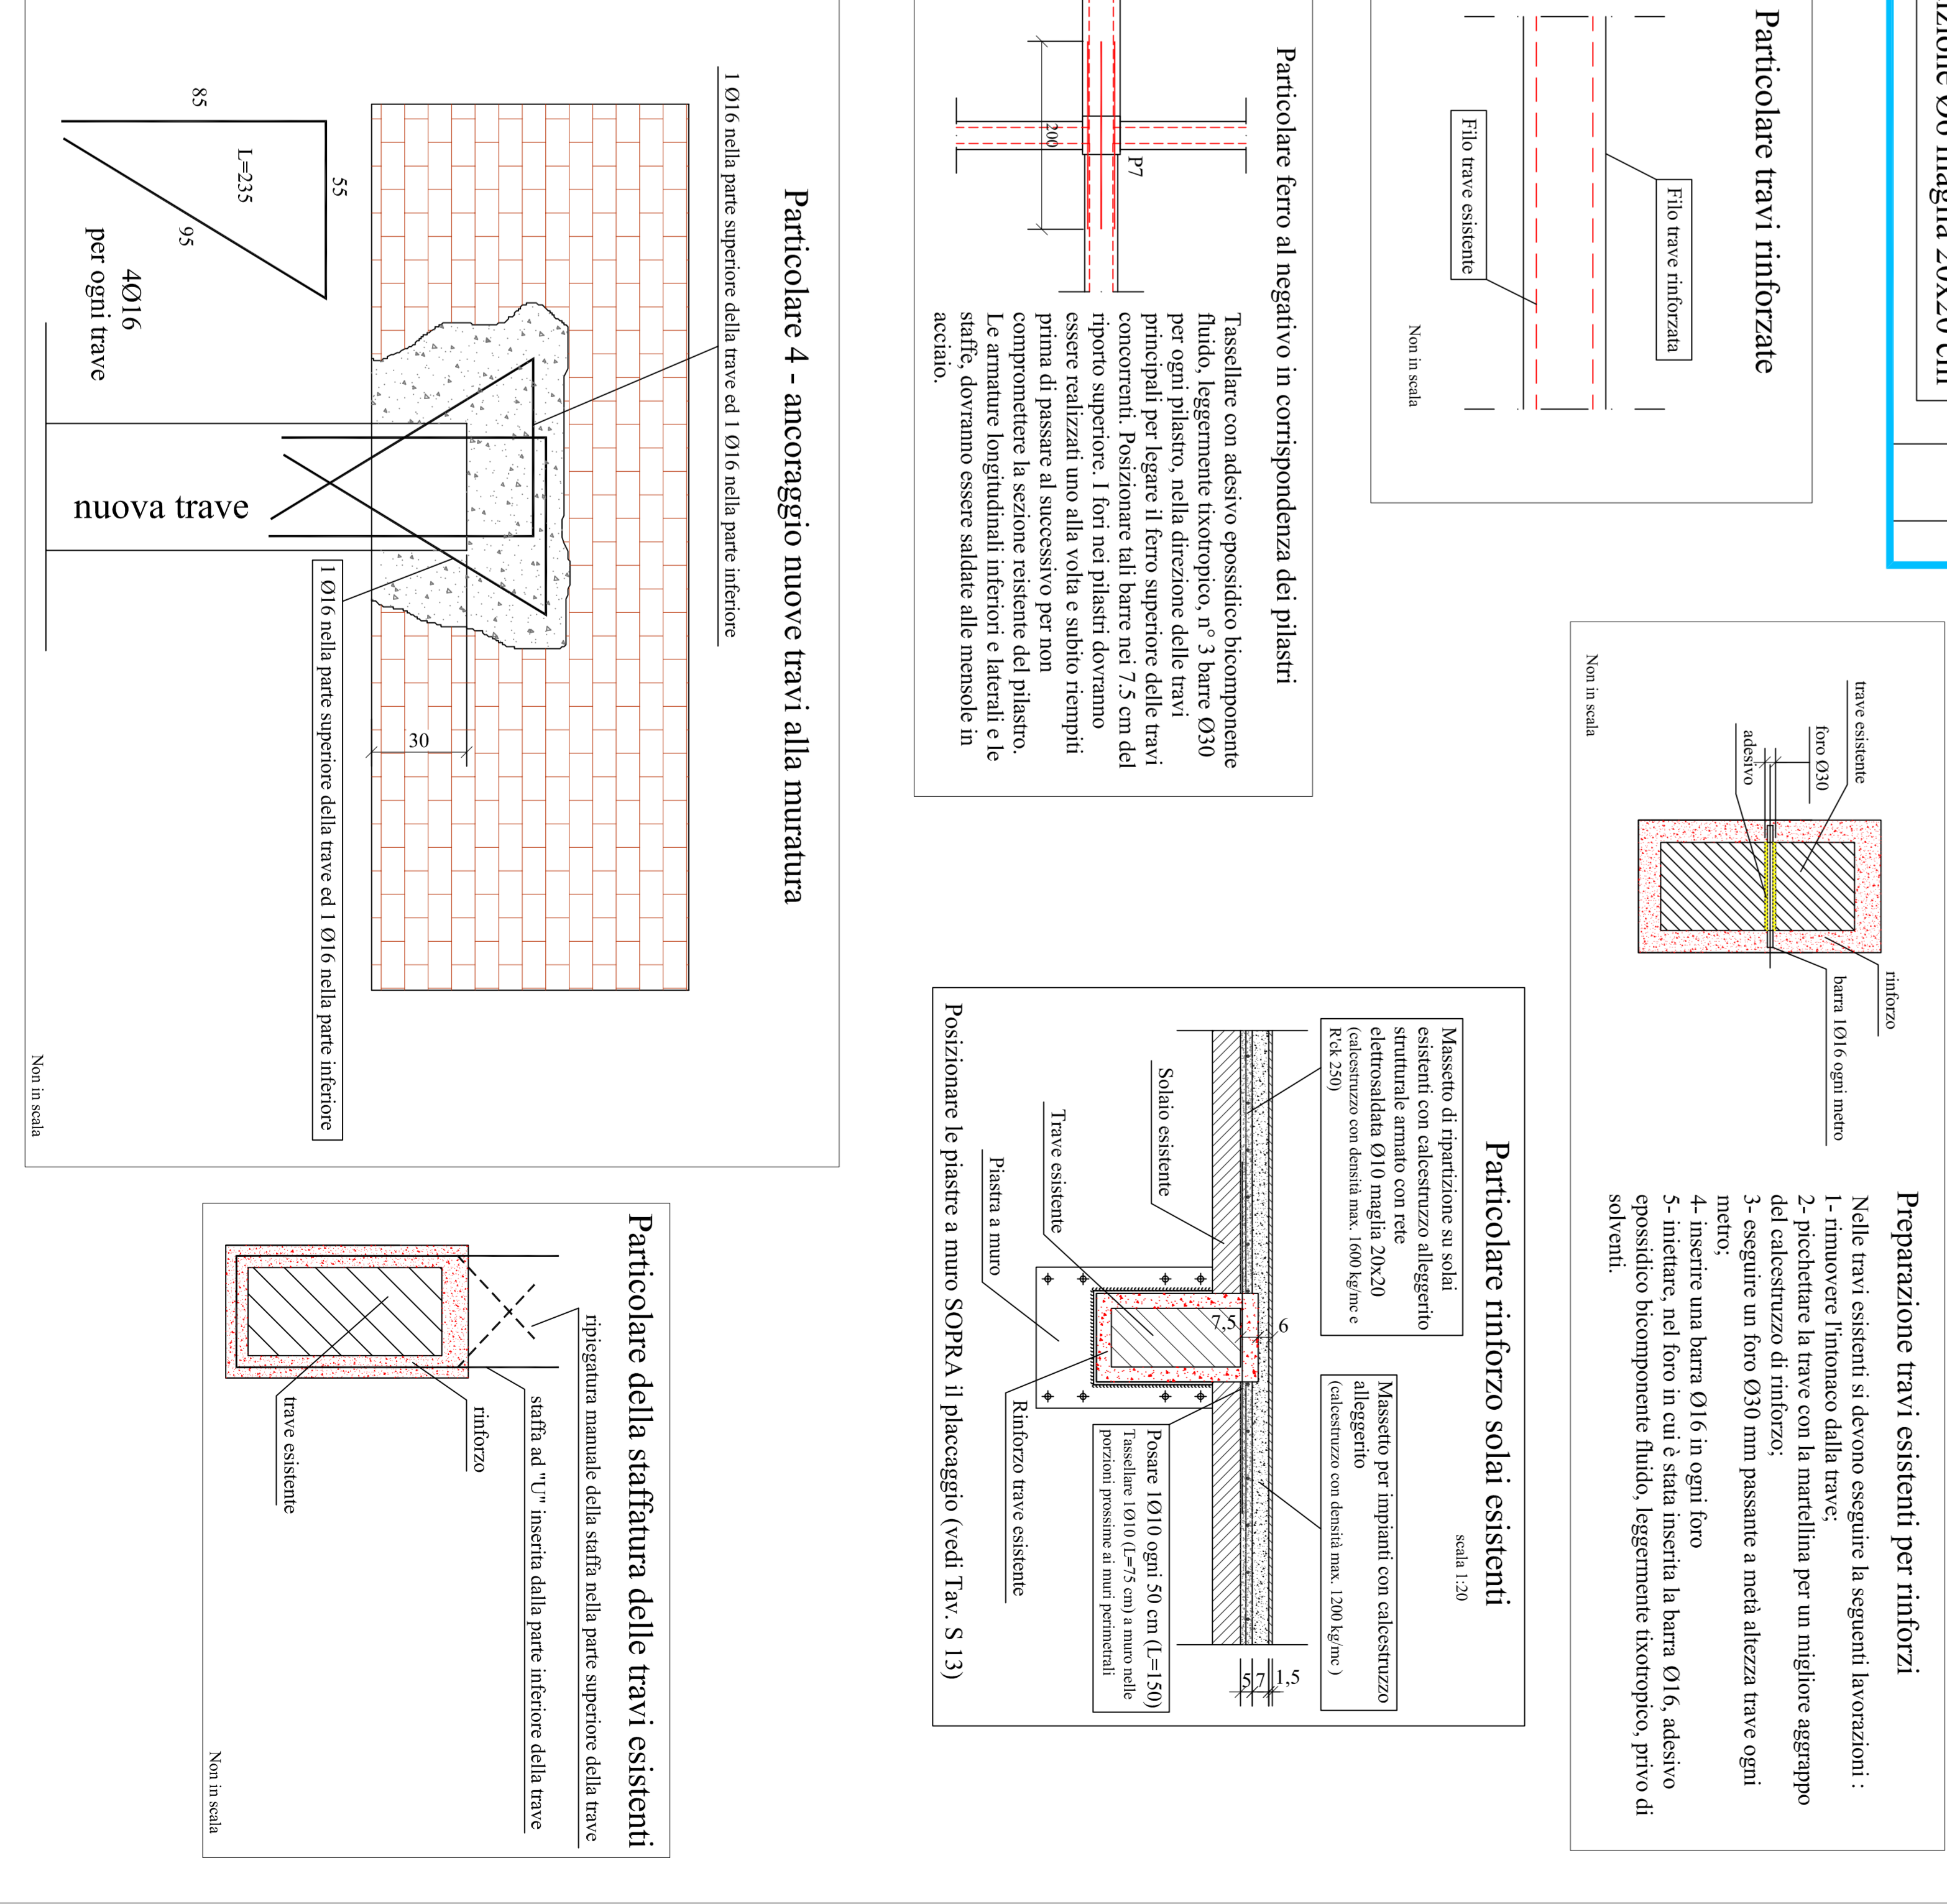 Particolare travi rinforzate
Filo trave rinforzata
Filo trave esistente
Non in scala
Particolare ferro al negativo in corrispondenza dei pilastri
P7
200
Tassellare con adesivo epossidico bicomponente
fluido, leggermente tixotropico, n° 3 barre Ø30
per ogni pilastro, nella direzione delle travi
principali per legare il ferro superiore delle travi
concorrenti. Posizionare tali barre nei 7.5 cm del
riporto superiore. I fori nei pilastri dovranno
essere realizzati uno alla volta e subito riempiti
prima di passare al successivo per non
compromettere la sezione reistente del pilastro.
Le armature longitudinali inferiori e laterali e le
staffe, dovranno essere saldate alle mensole in
acciaio.
Particolare 4 - ancoraggio nuove travi alla muratura
1 Ø16 nella parte superiore della trave ed 1 Ø16 nella parte inferiore
55
L=235
85
95
4Ø16
per ogni trave
nuova trave
30
1 Ø16 nella parte superiore della trave ed 1 Ø16 nella parte inferiore
Non in scala
Preparazione travi esistenti per rinforzi
Nelle travi esistenti si devono eseguire la seguenti lavorazioni :
1- rimuovere l'intonaco dalla trave;
2- picchettare la trave con la martellina per un migliore aggrappo
del calcestruzzo di rinforzo;
3- eseguire un foro Ø30 mm passante a metà altezza trave ogni
metro;
4- inserire una barra Ø16 in ogni foro
5- iniettare, nel foro in cui è stata inserita la barra Ø16, adesivo
epossidico bicomponente fluido, leggermente tixotropico, privo di
solventi.
trave esistente
foro Ø30
adesivo
rinforzo
barra 1Ø16 ogni metro
Non in scala
Particolare rinforzo solai esistenti
scala 1:20
Massetto di ripartizione su solai
esistenti con calcestruzzo alleggerito
strutturale armato con rete
elettrosaldata Ø10 maglia 20x20
(calcestruzzo con densità max. 1600 kg/mc e
R'ck 250)
Massetto per impianti con calcestruzzo
alleggerito
(calcestruzzo con densità max. 1200 kg/mc )
1,5
7
5
6
7,5
Solaio esistente
Trave esistente
Piastra a muro
Posare 1Ø10 ogni 50 cm (L=150)
Tassellare 1Ø10 (L=75 cm) a muro nelle
porzioni prossime ai muri perimetrali
Rinforzo trave esistente
Posizionare le piastre a muro SOPRA il placcaggio (vedi Tav. S 13)
Particolare della staffatura delle travi esistenti
ripiegatura manuale della staffa nella parte superiore della trave
staffa ad "U" inserita dalla parte inferiore della trave
rinforzo
trave esistente
Non in scala